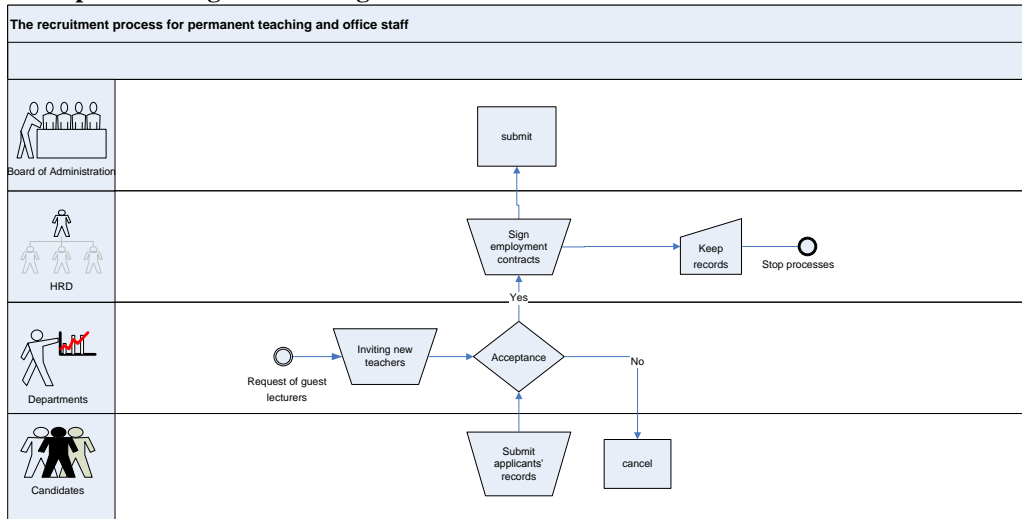 The recruitment process for permanent teaching and office staff
submit
Board of Administration
Sign
employment
contracts
Keep
records
Stop processes
HRD
Yes
Inviting new
teachers
Acceptance
No
Request of guest
lecturers
Departments
Submit
applicants'
records
cancel
Candidates